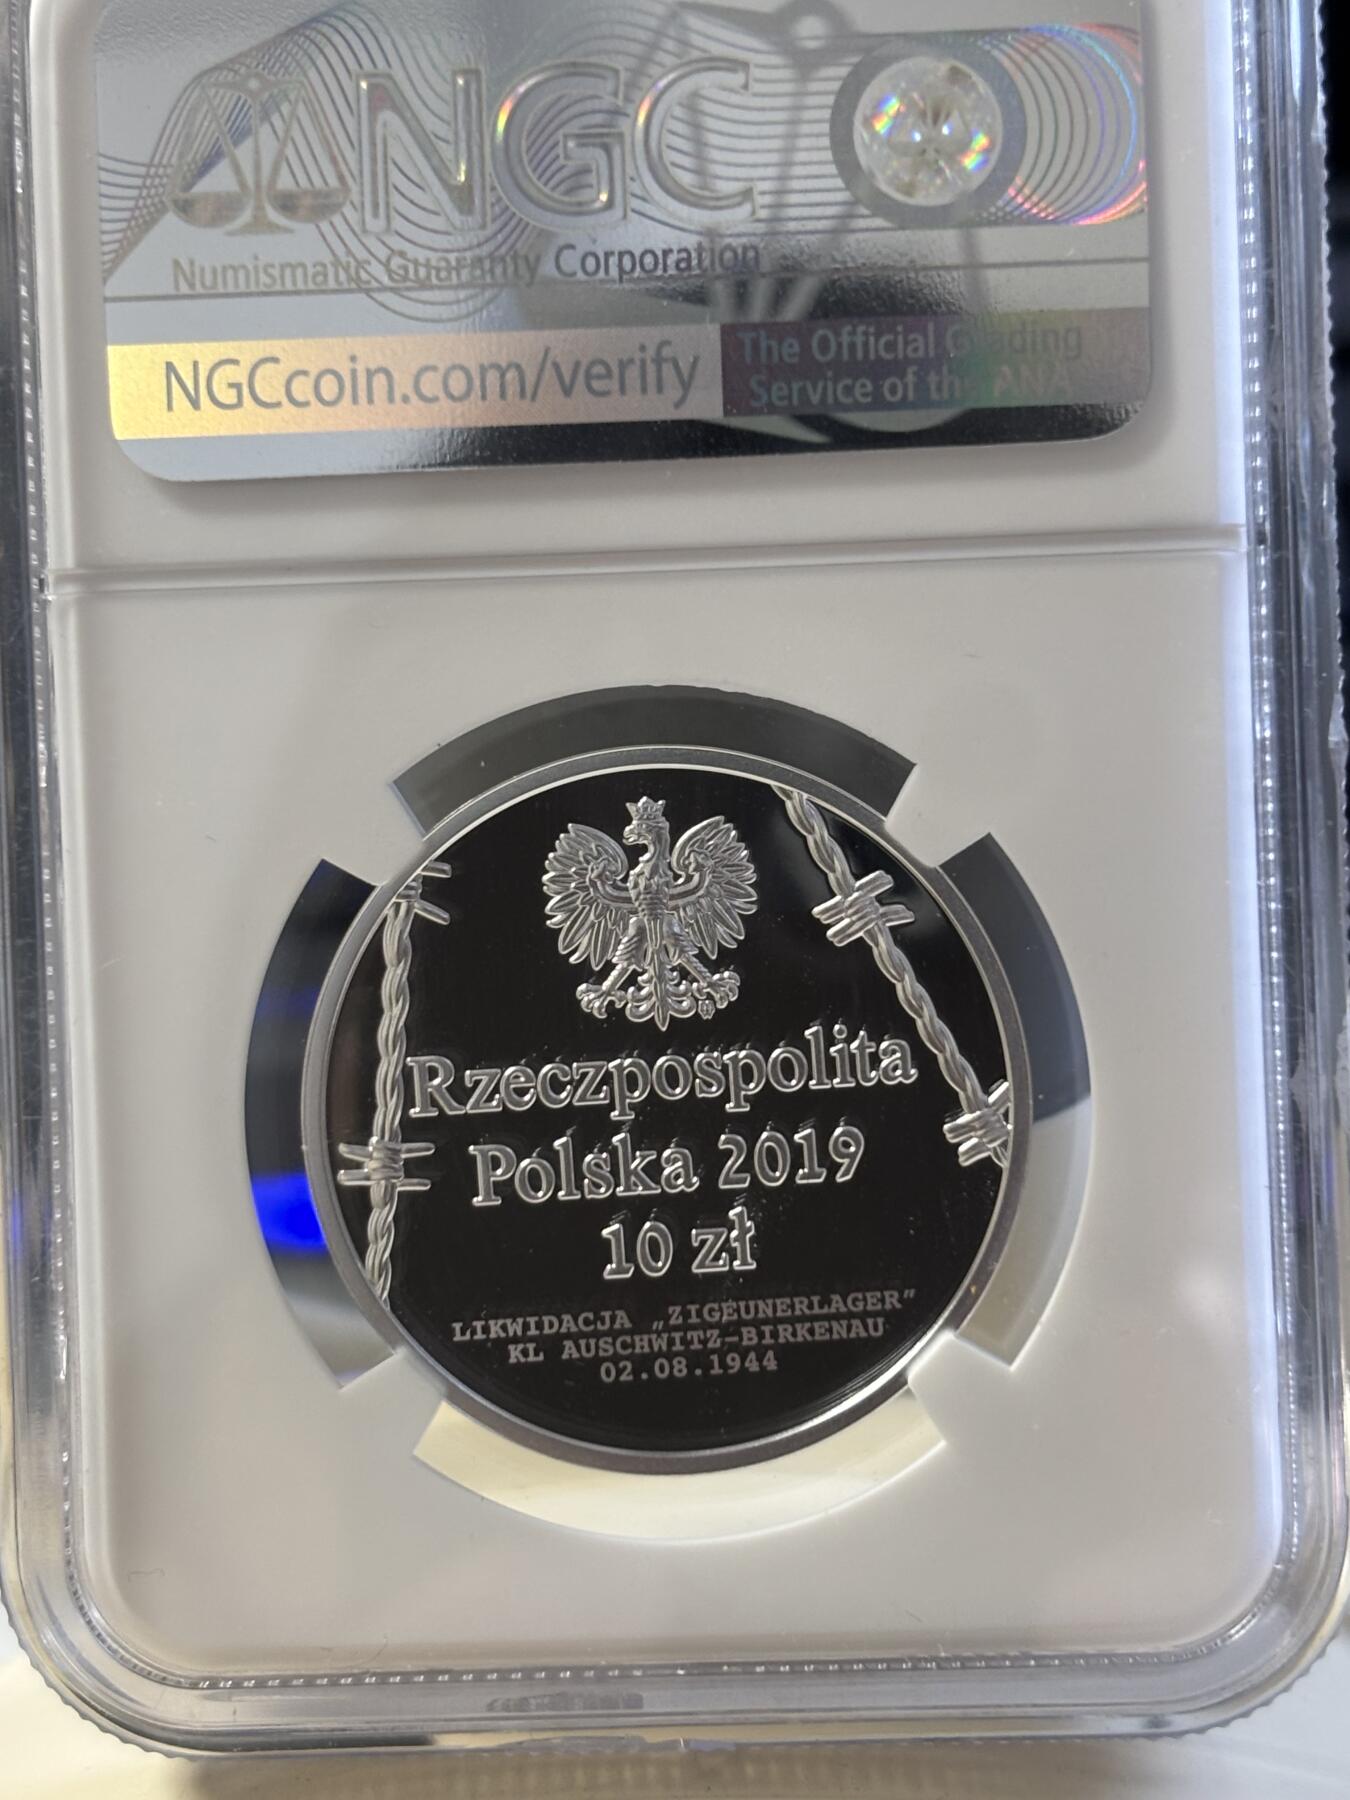 NGC
Numismatic Guaranty Corporation
NGCcoin.com/verify
The Official Grading
Service of the ANA
Rzeczpospolita
Polska 2019
10 zł
LIKWIDACJA „ZIGEUNERLAGER”
KL AUSCHWITZ-BIRKENAU
02.08.1944